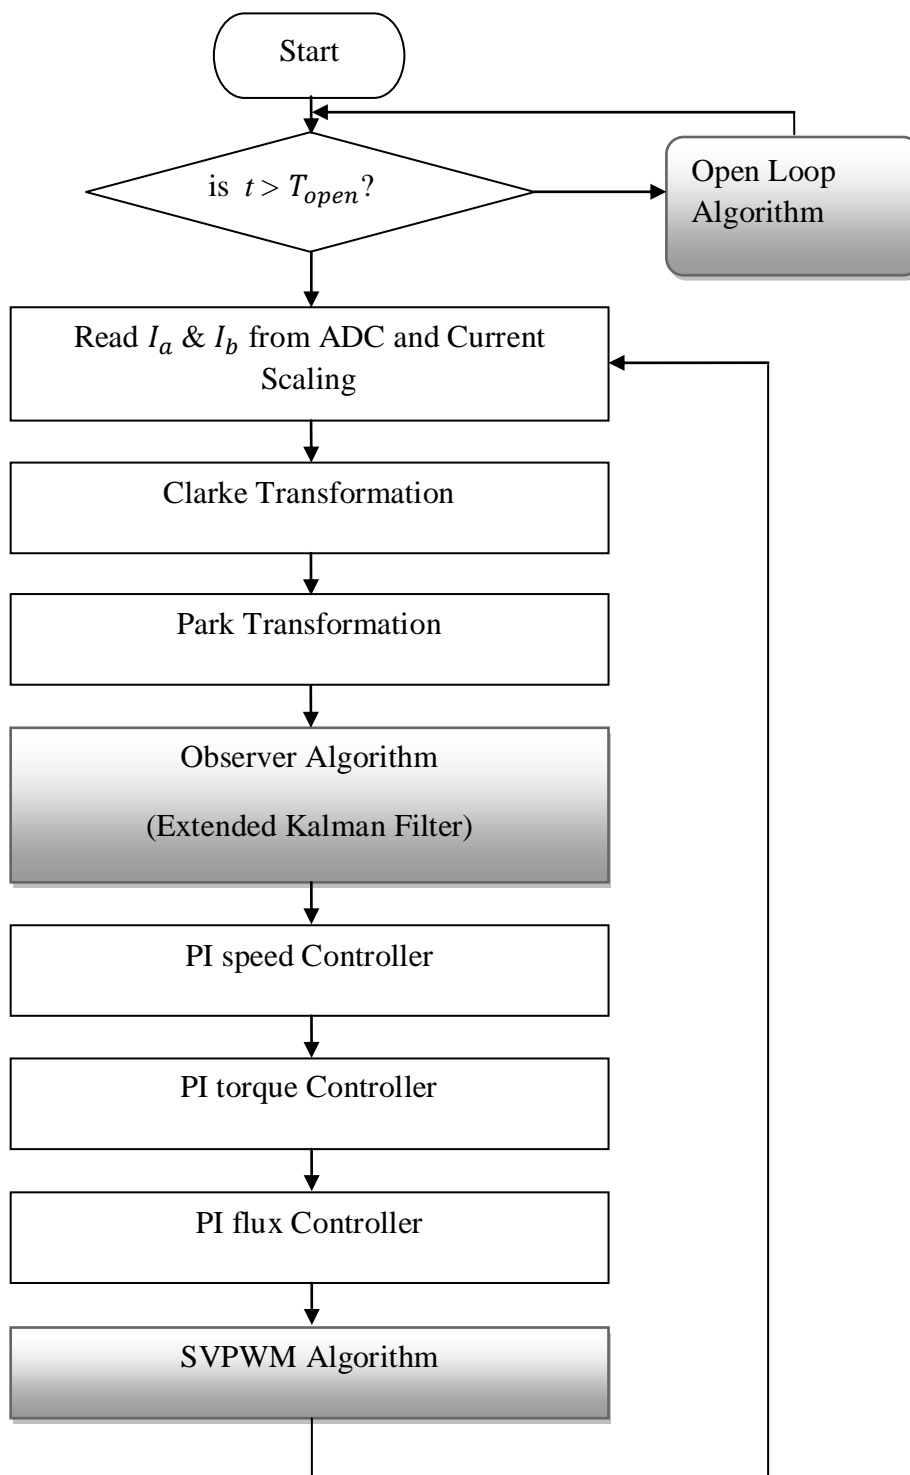 Start
is t > T_open?
Open Loop
Algorithm
Read I_a & I_b from ADC and Current
Scaling
Clarke Transformation
Park Transformation
Observer Algorithm
(Extended Kalman Filter)
PI speed Controller
PI torque Controller
PI flux Controller
SVPWM Algorithm